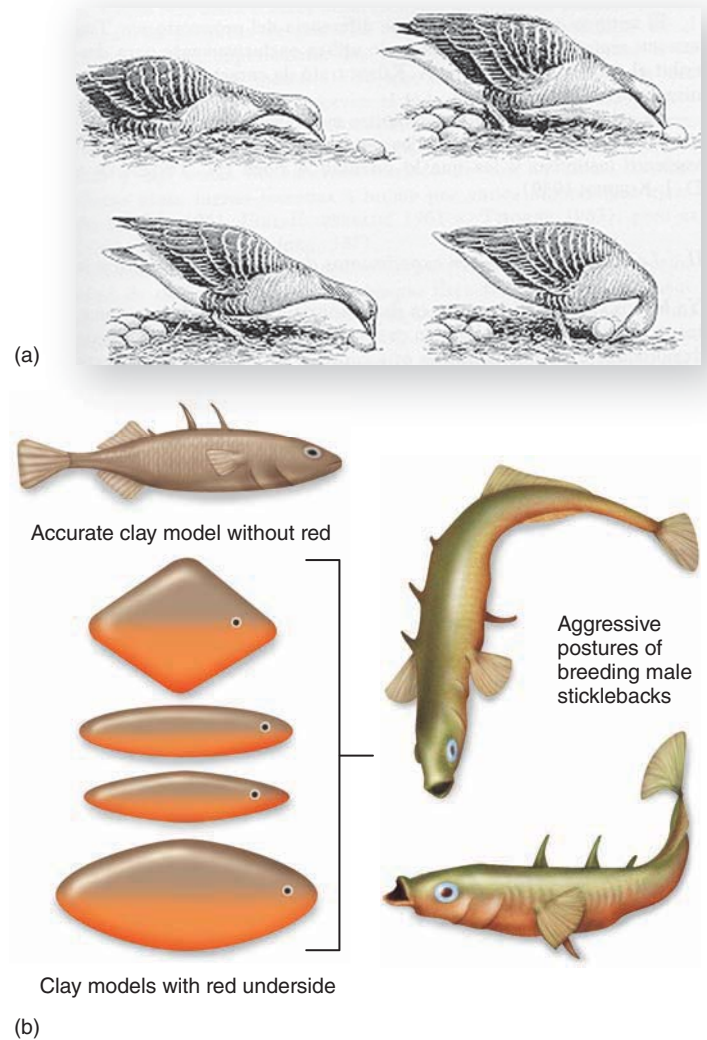 (a)
Accurate clay model without red
Aggressive
postures of
breeding male
sticklebacks
Clay models with red underside
(b)